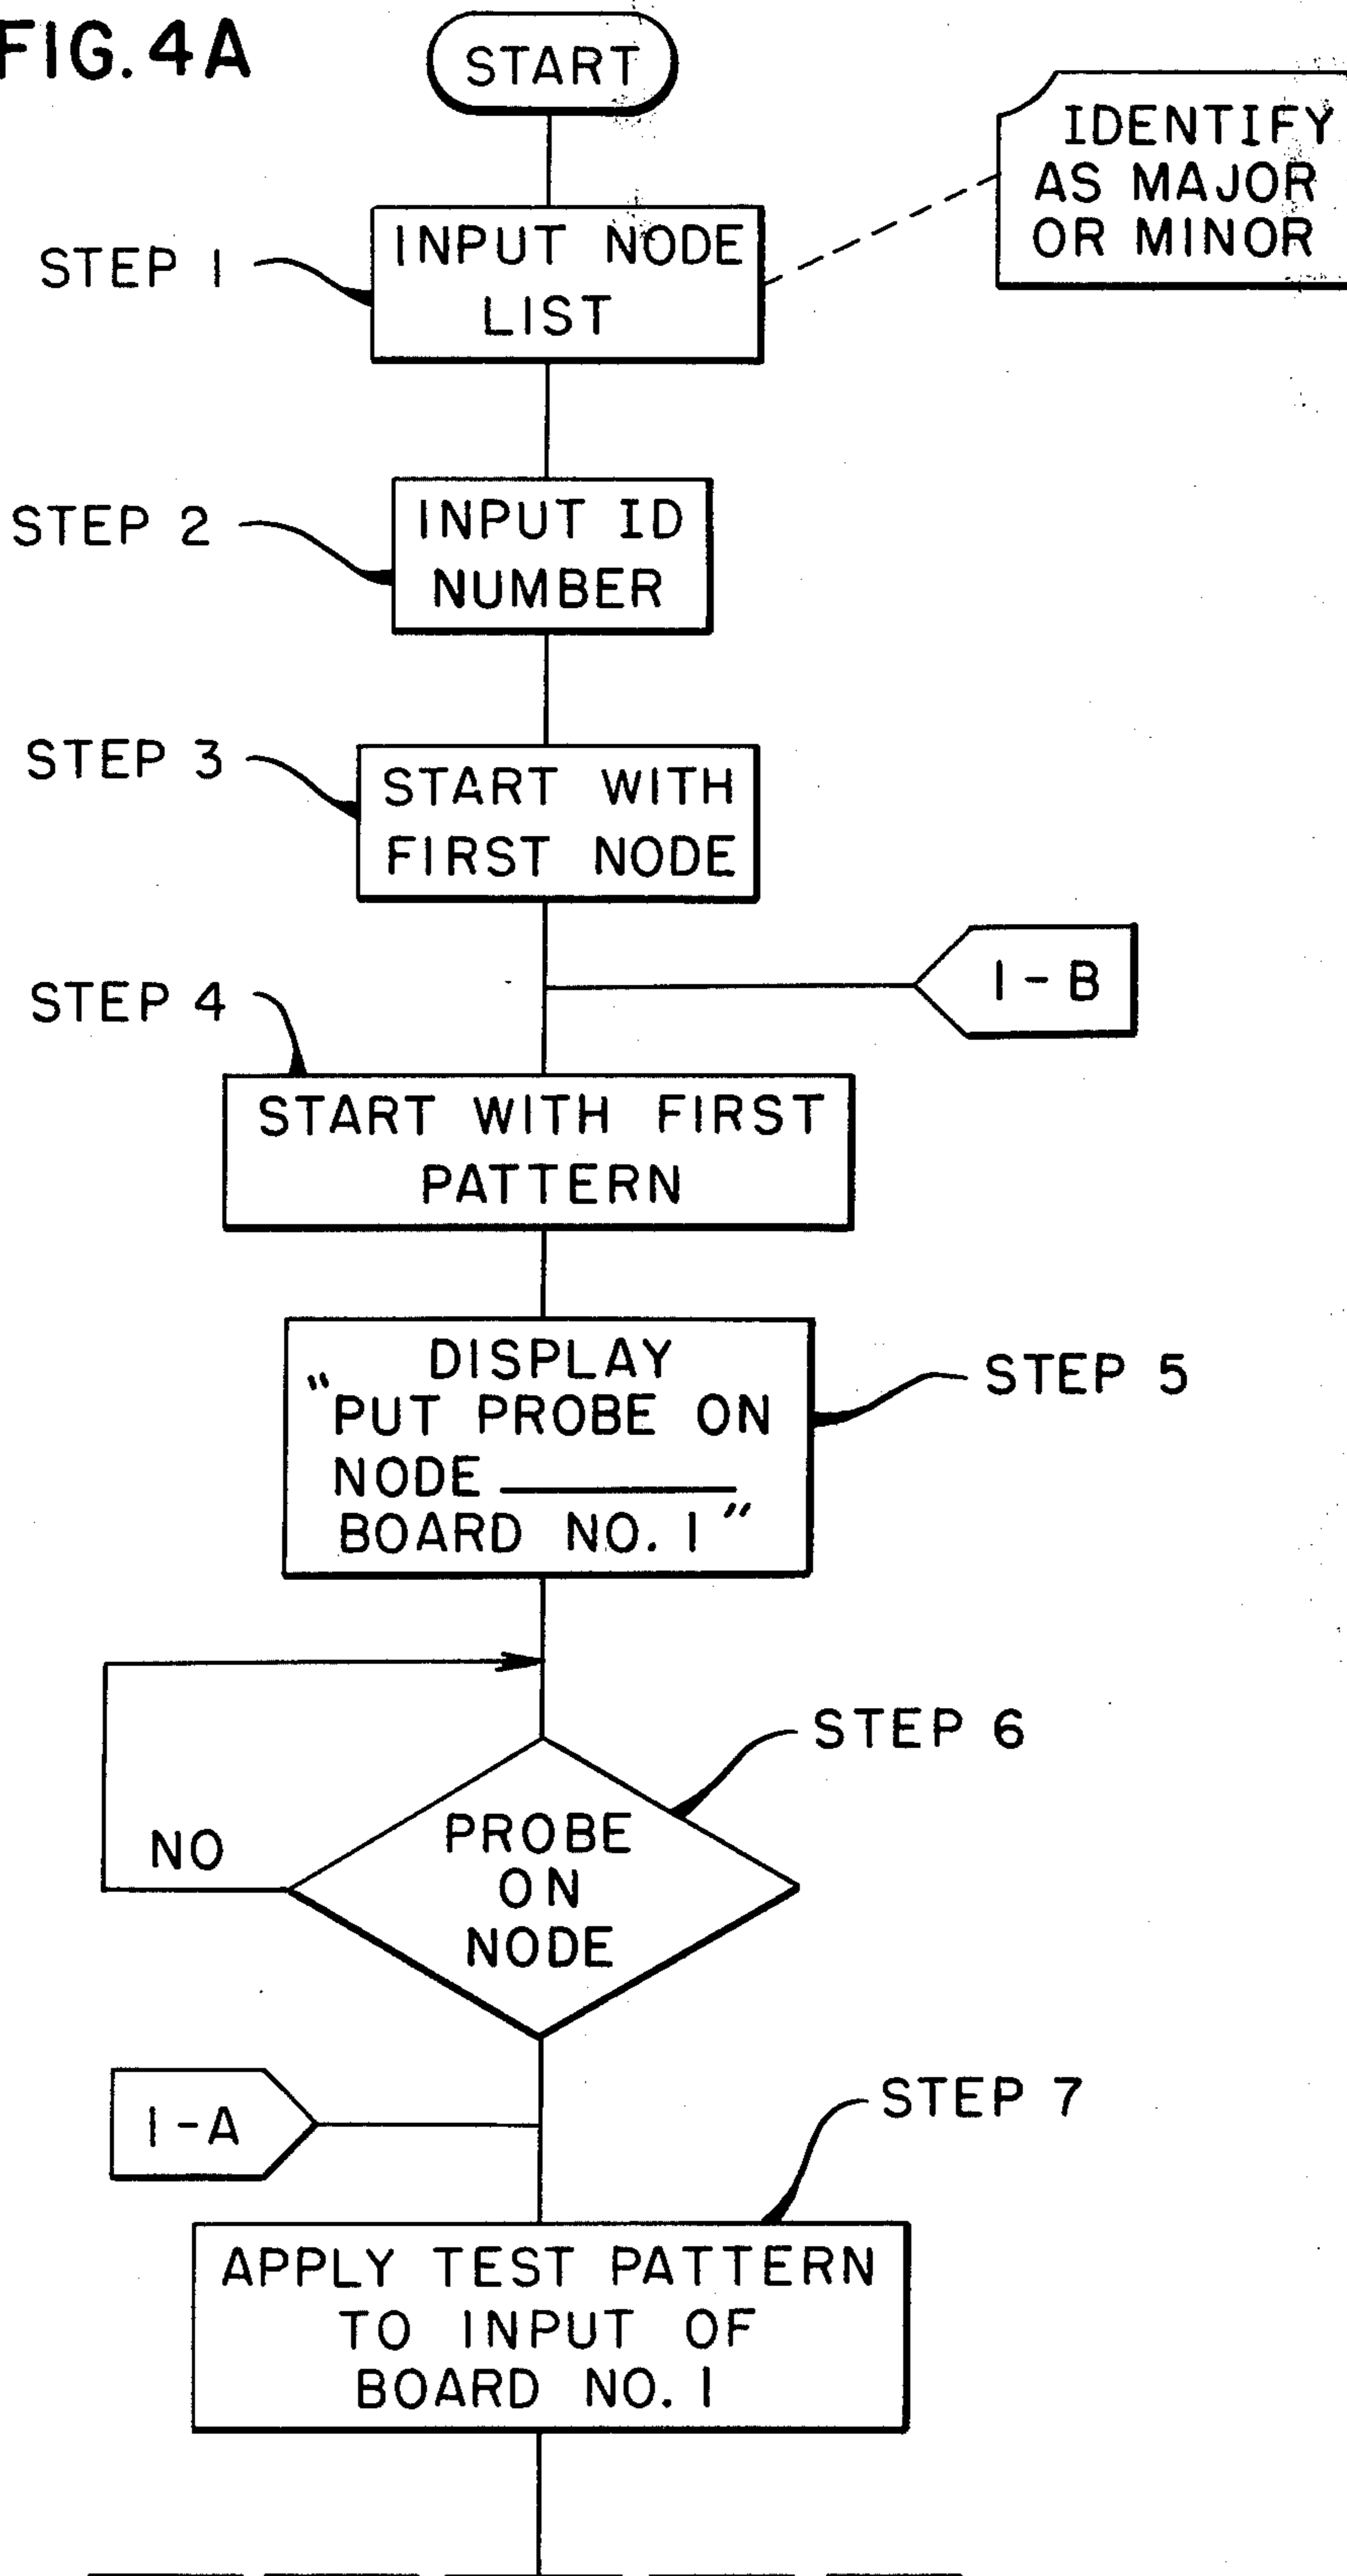 FIG. 4A
START
IDENTIFY
AS MAJOR
OR MINOR
STEP 1
INPUT NODE
LIST
STEP 2
INPUT ID
NUMBER
STEP 3
START WITH
FIRST NODE
1-B
STEP 4
START WITH FIRST
PATTERN
DISPLAY
"PUT PROBE ON
NODE ________
BOARD NO. 1"
STEP 5
STEP 6
PROBE
ON
NODE
NO
1-A
STEP 7
APPLY TEST PATTERN
TO INPUT OF
BOARD NO. 1